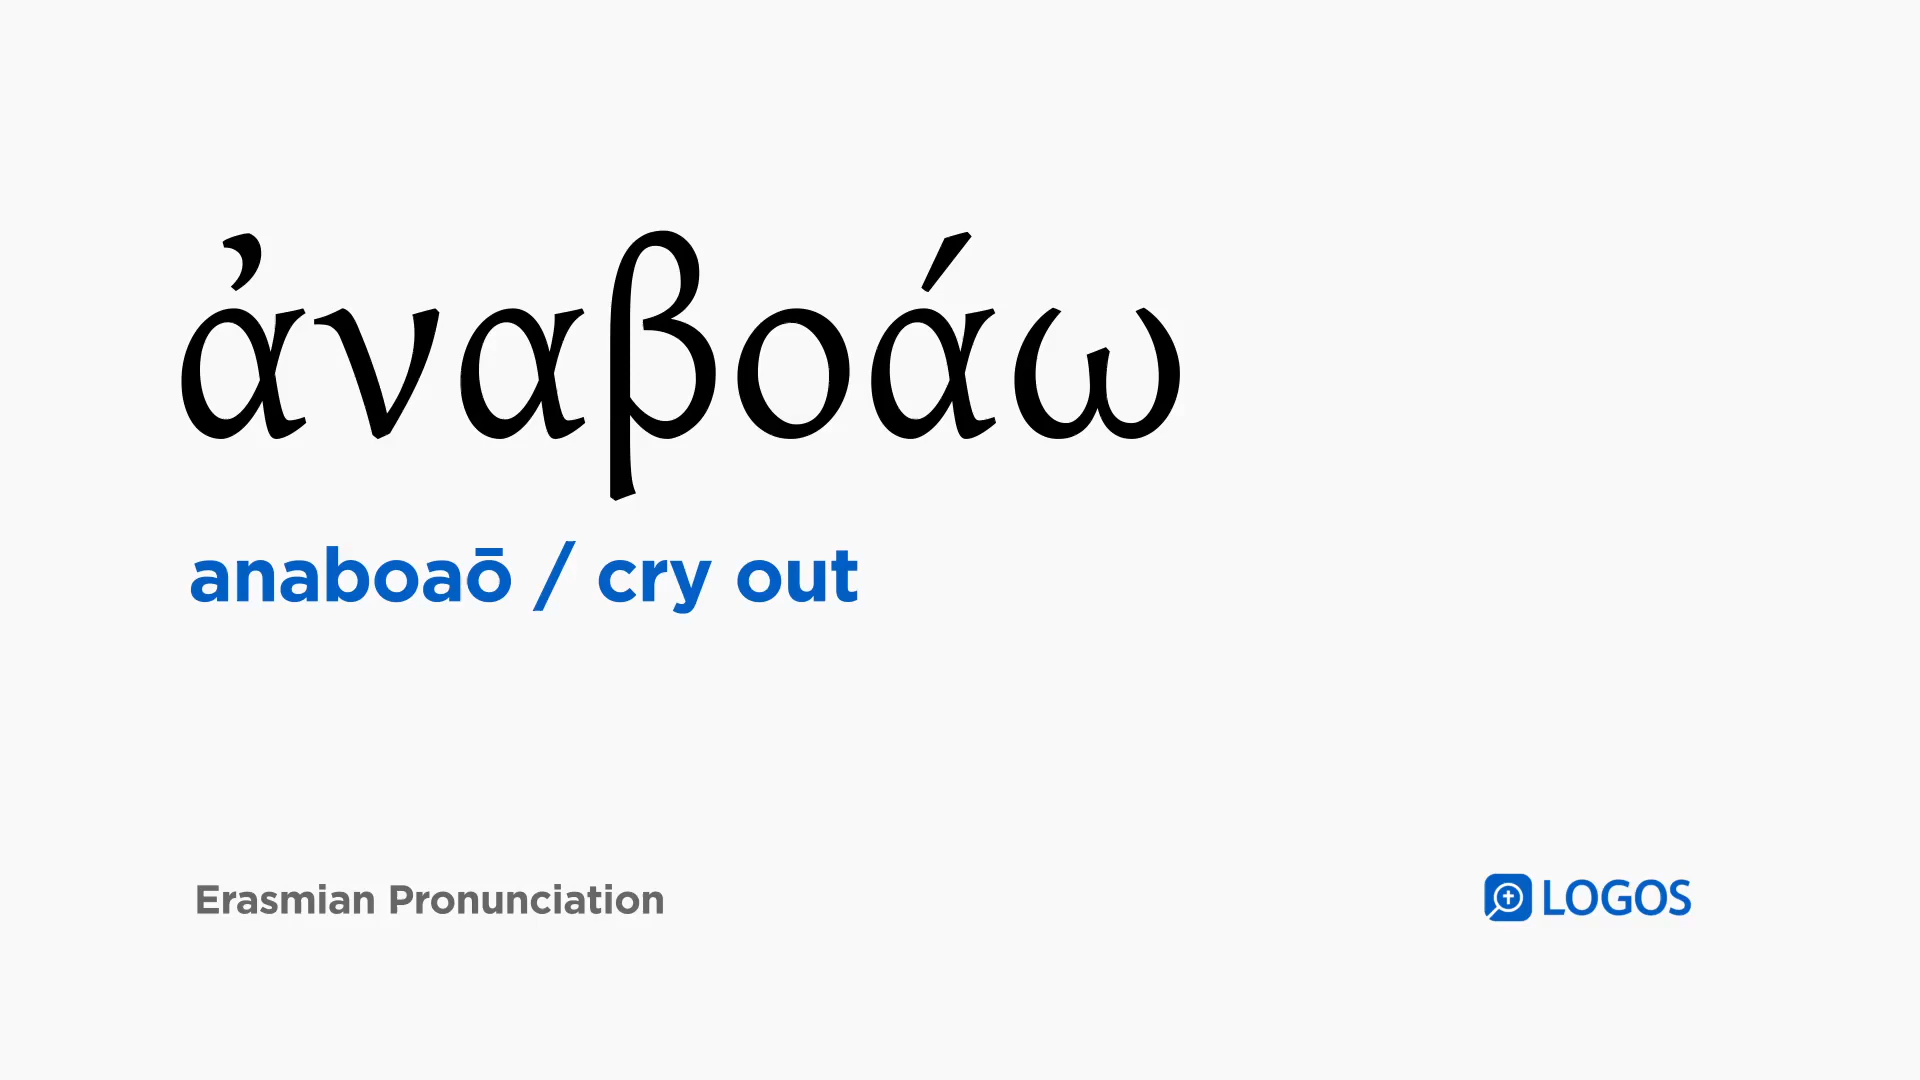 ἀναβοάω
anaboaō / cry out
Erasmian Pronunciation
LOGOS